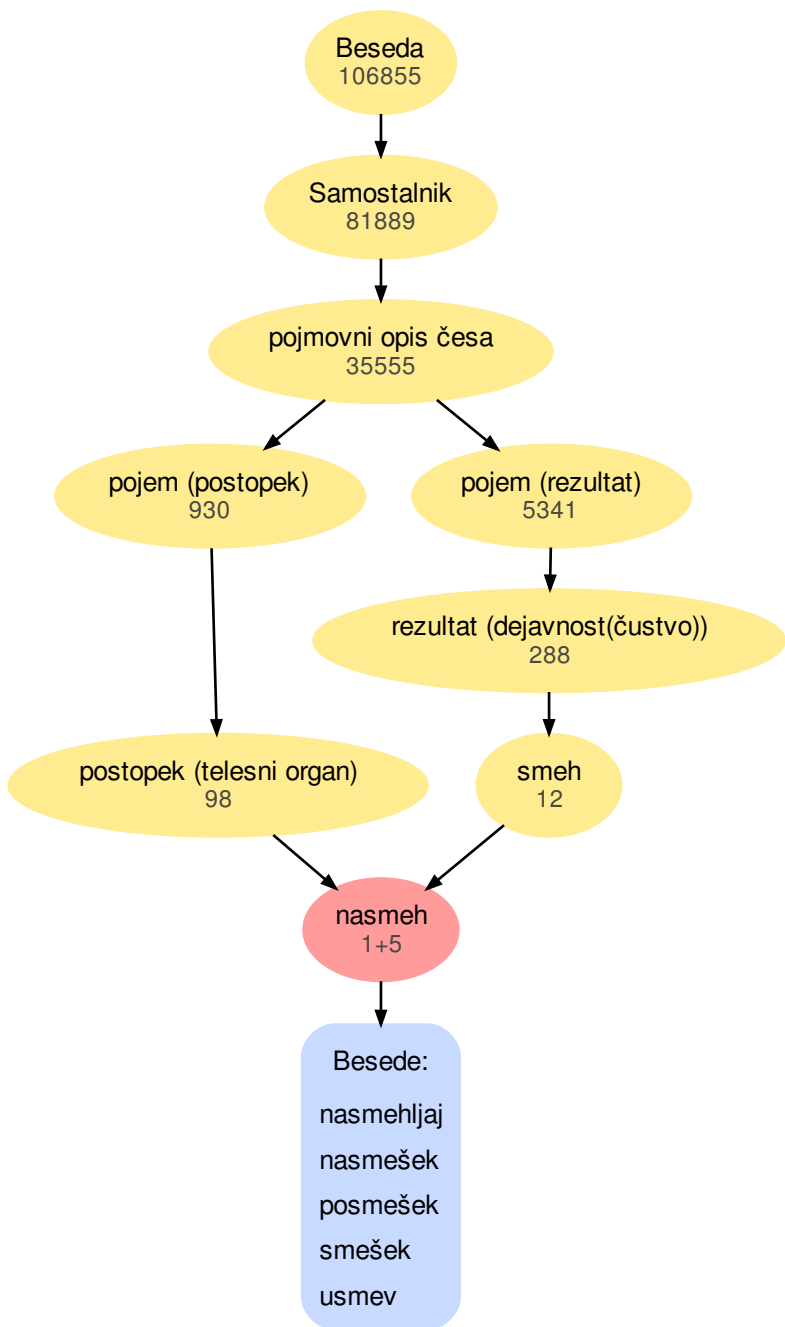 Beseda
106855
Samostalnik
81889
pojmovni opis česa
35555
pojem (postopek)
930
pojem (rezultat)
5341
rezultat (dejavnost(čustvo))
288
postopek (telesni organ)
98
smeh
12
nasmeh
1+5
Besede:
nasmehljaj
nasmešek
posmešek
smešek
usmev